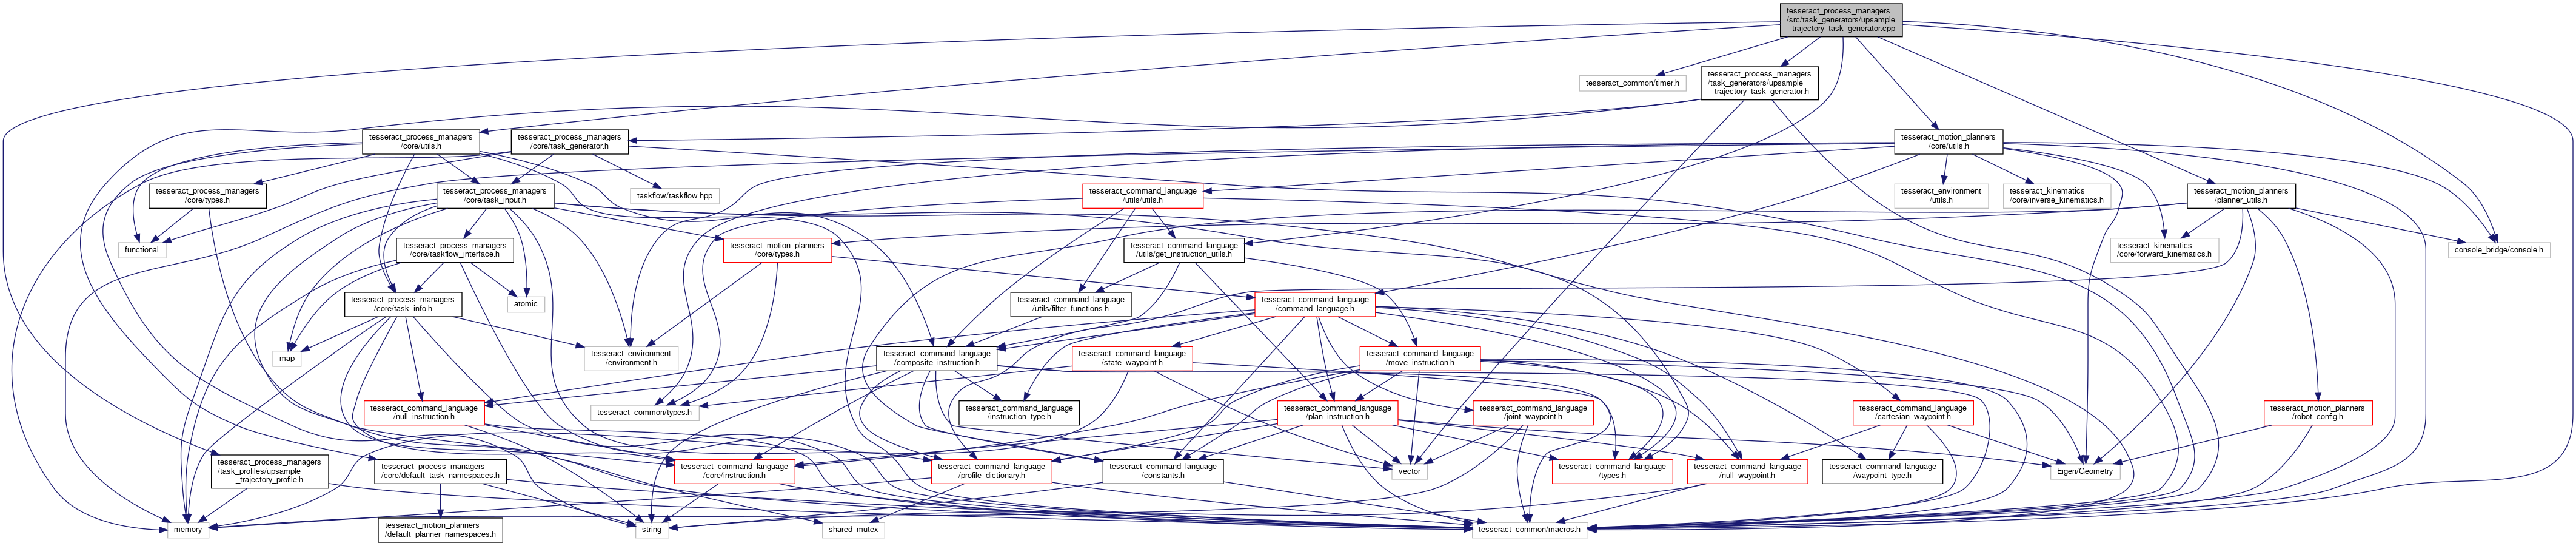 tesseract_process_managers
/src/task_generators/upsample
_trajectory_task_generator.cpp
tesseract_common/timer.h
tesseract_process_managers
/task_generators/upsample
_trajectory_task_generator.h
tesseract_process_managers
/core/utils.h
tesseract_process_managers
/core/task_generator.h
tesseract_motion_planners
/core/utils.h
tesseract_process_managers
/core/types.h
tesseract_process_managers
/core/task_input.h
taskflow/taskflow.hpp
tesseract_command_language
/utils/utils.h
tesseract_environment
/utils.h
tesseract_kinematics
/core/inverse_kinematics.h
tesseract_motion_planners
/planner_utils.h
functional
tesseract_process_managers
/core/taskflow_interface.h
tesseract_motion_planners
/core/types.h
tesseract_command_language
/utils/get_instruction_utils.h
tesseract_kinematics
/core/forward_kinematics.h
console_bridge/console.h
tesseract_process_managers
/core/task_info.h
atomic
tesseract_command_language
/utils/filter_functions.h
tesseract_command_language
/command_language.h
map
tesseract_environment
/environment.h
tesseract_command_language
/composite_instruction.h
tesseract_command_language
/state_waypoint.h
tesseract_command_language
/move_instruction.h
tesseract_command_language
/null_instruction.h
tesseract_common/types.h
tesseract_command_language
/instruction_type.h
tesseract_command_language
/plan_instruction.h
tesseract_command_language
/joint_waypoint.h
tesseract_command_language
/cartesian_waypoint.h
tesseract_motion_planners
/robot_config.h
tesseract_process_managers
/task_profiles/upsample
_trajectory_profile.h
tesseract_process_managers
/core/default_task_namespaces.h
tesseract_command_language
/core/instruction.h
tesseract_command_language
/profile_dictionary.h
tesseract_command_language
/constants.h
vector
tesseract_command_language
/types.h
tesseract_command_language
/null_waypoint.h
tesseract_command_language
/waypoint_type.h
Eigen/Geometry
memory
tesseract_motion_planners
/default_planner_namespaces.h
string
shared_mutex
tesseract_common/macros.h